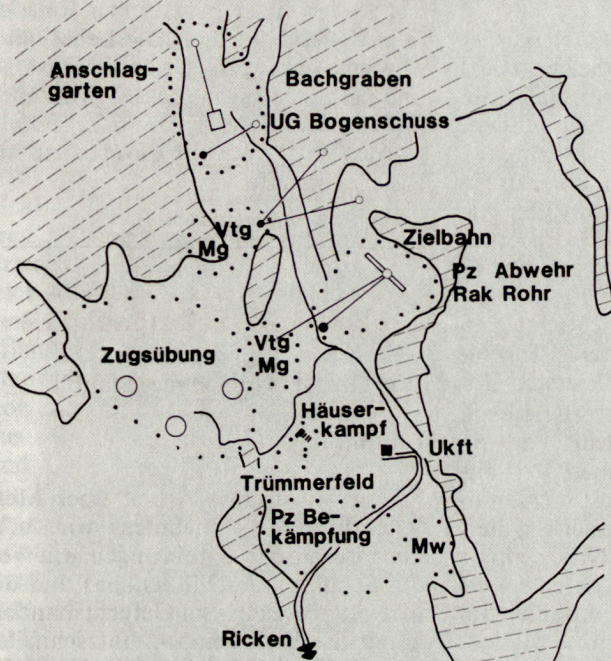 Anschlag-
garten
Bachgraben
UG Bogenschuss
Vtg
Mg
Zielbahn
Pz Abwehr
Rak Rohr
Zugsübung
Vtg
Mg
Häuser-
kampf
Ukft
Trümmerfeld
Pz Be-
kämpfung
Mw
Ricken